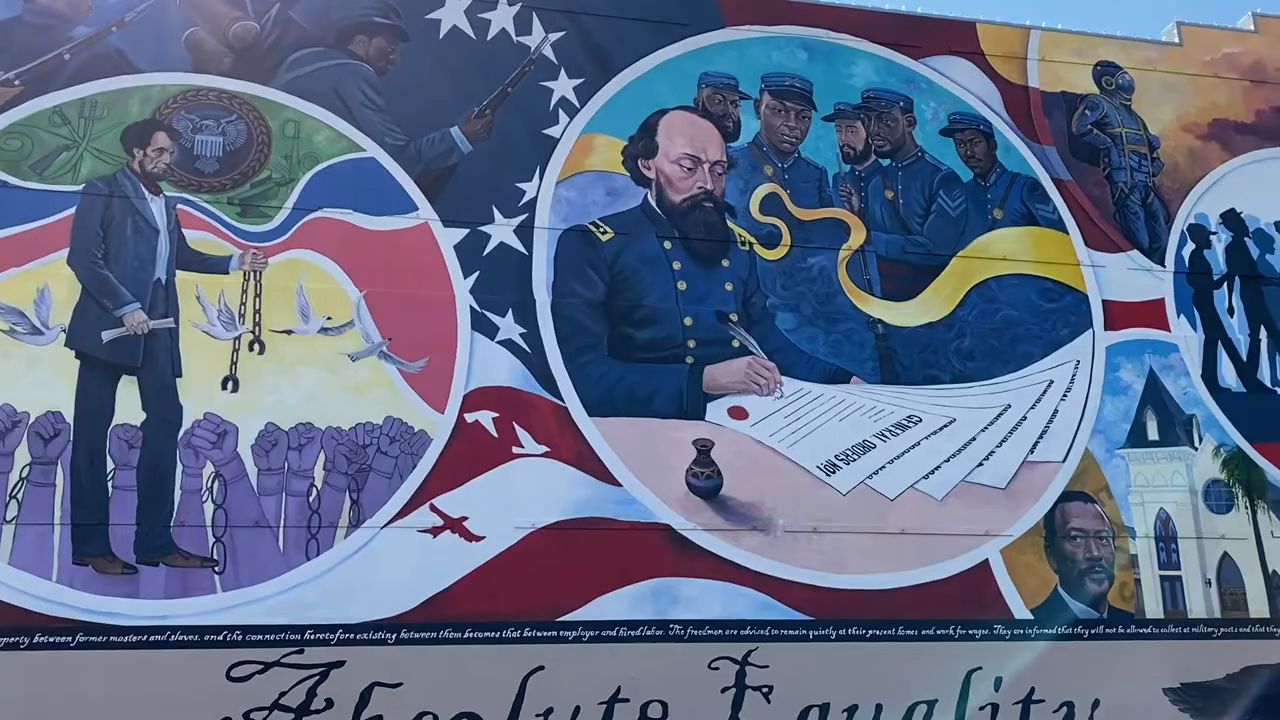 GENERAL ORDERS NO.
operty between former masters and slaves, and the connection heretofore existing between them becomes that between employer and hired labor. The freedmen are advised to remain quietly at their present homes and work for wages. They are informed that they will not be allowed to collect at military posts and that they
Absolute Equality